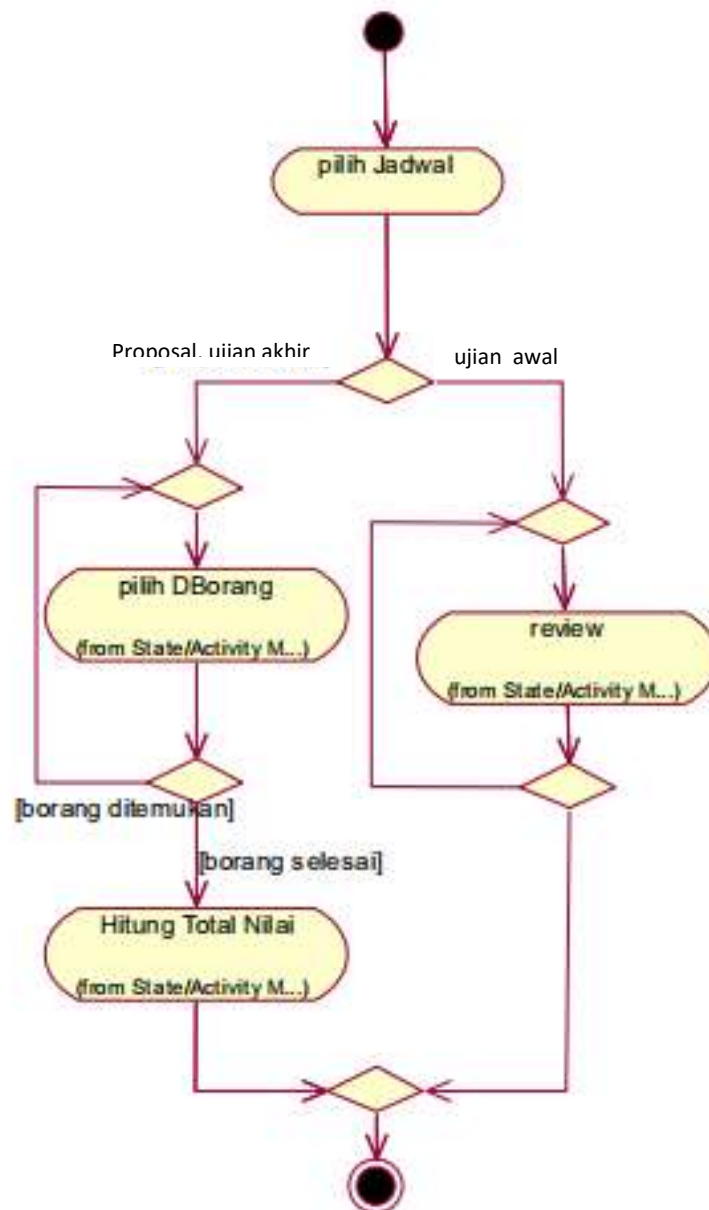 pilih Jadwal
Proposal, ujian akhir
ujian awal
pilih DBorang
(from State/Activity M...)
review
(from State/Activity M...)
[borang ditemukan]
[borang selesai]
Hitung Total Nilai
(from State/Activity M...)